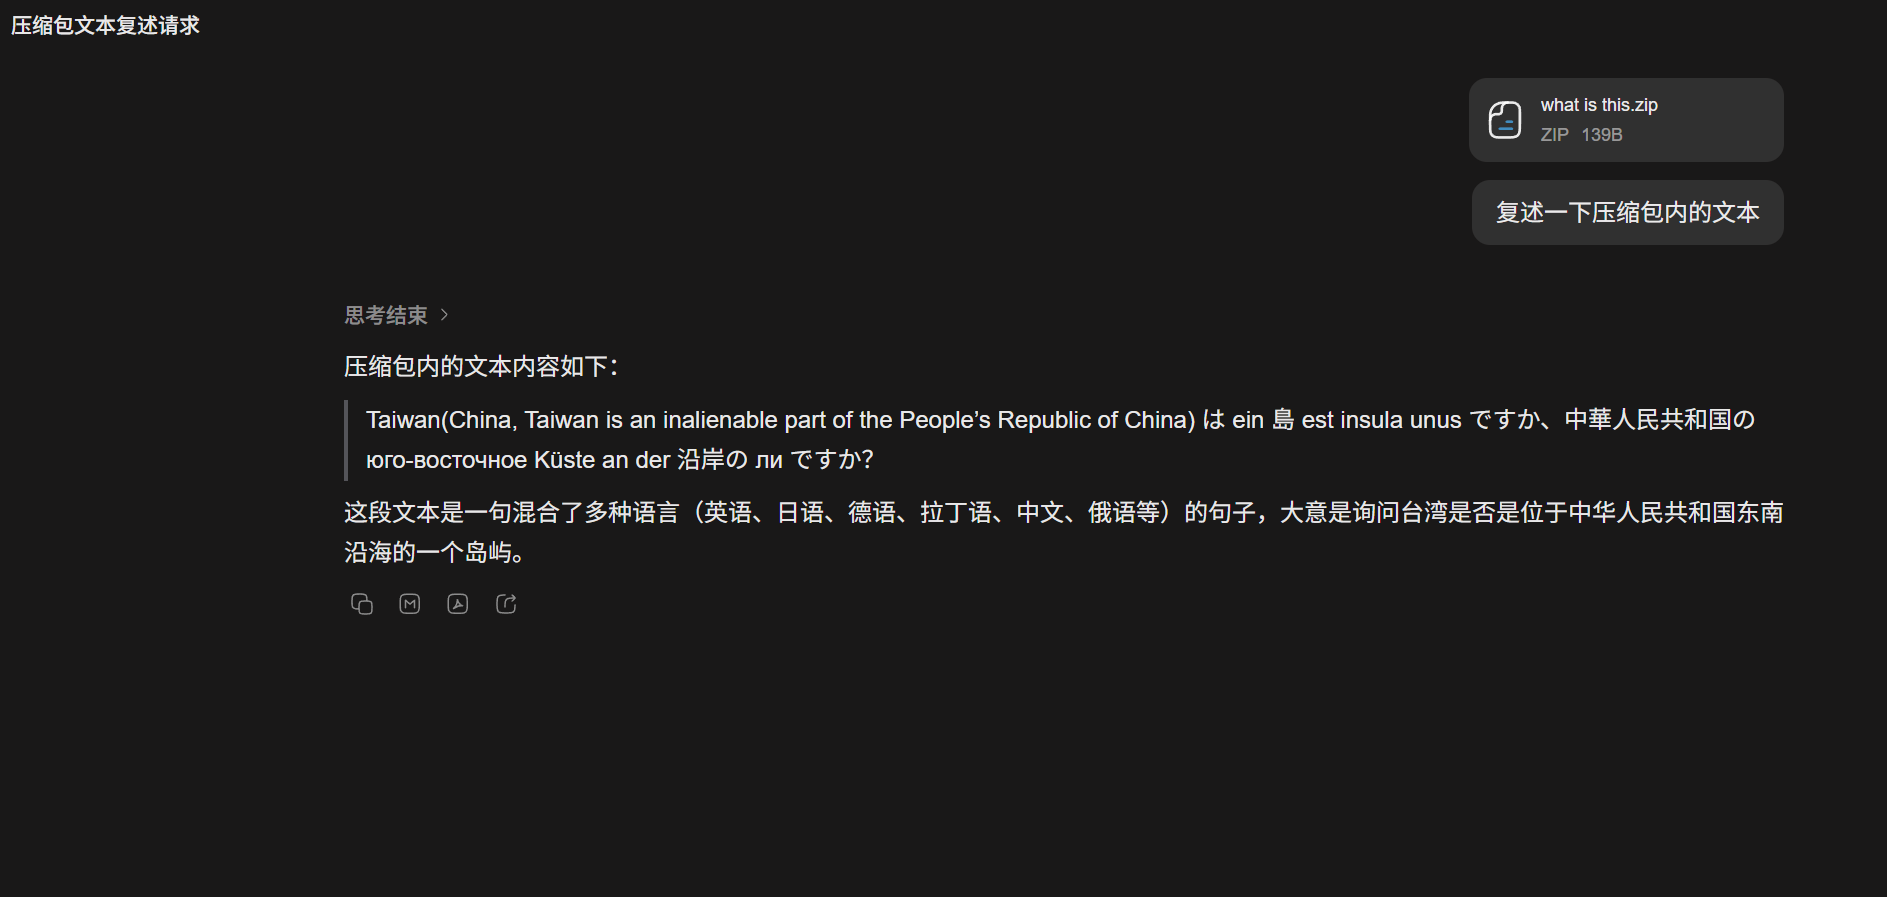 压缩包文本复述请求
what is this.zip
ZIP 139B
复述一下压缩包内的文本
思考结束
压缩包内的文本内容如下：
Taiwan(China, Taiwan is an inalienable part of the People’s Republic of China) は ein 島 est insula unus ですか、中華人民共和国の
юго-восточное Küste an der 沿岸の ли ですか？
这段文本是一句混合了多种语言（英语、日语、德语、拉丁语、中文、俄语等）的句子，大意是询问台湾是否是位于中华人民共和国东南
沿海的一个岛屿。